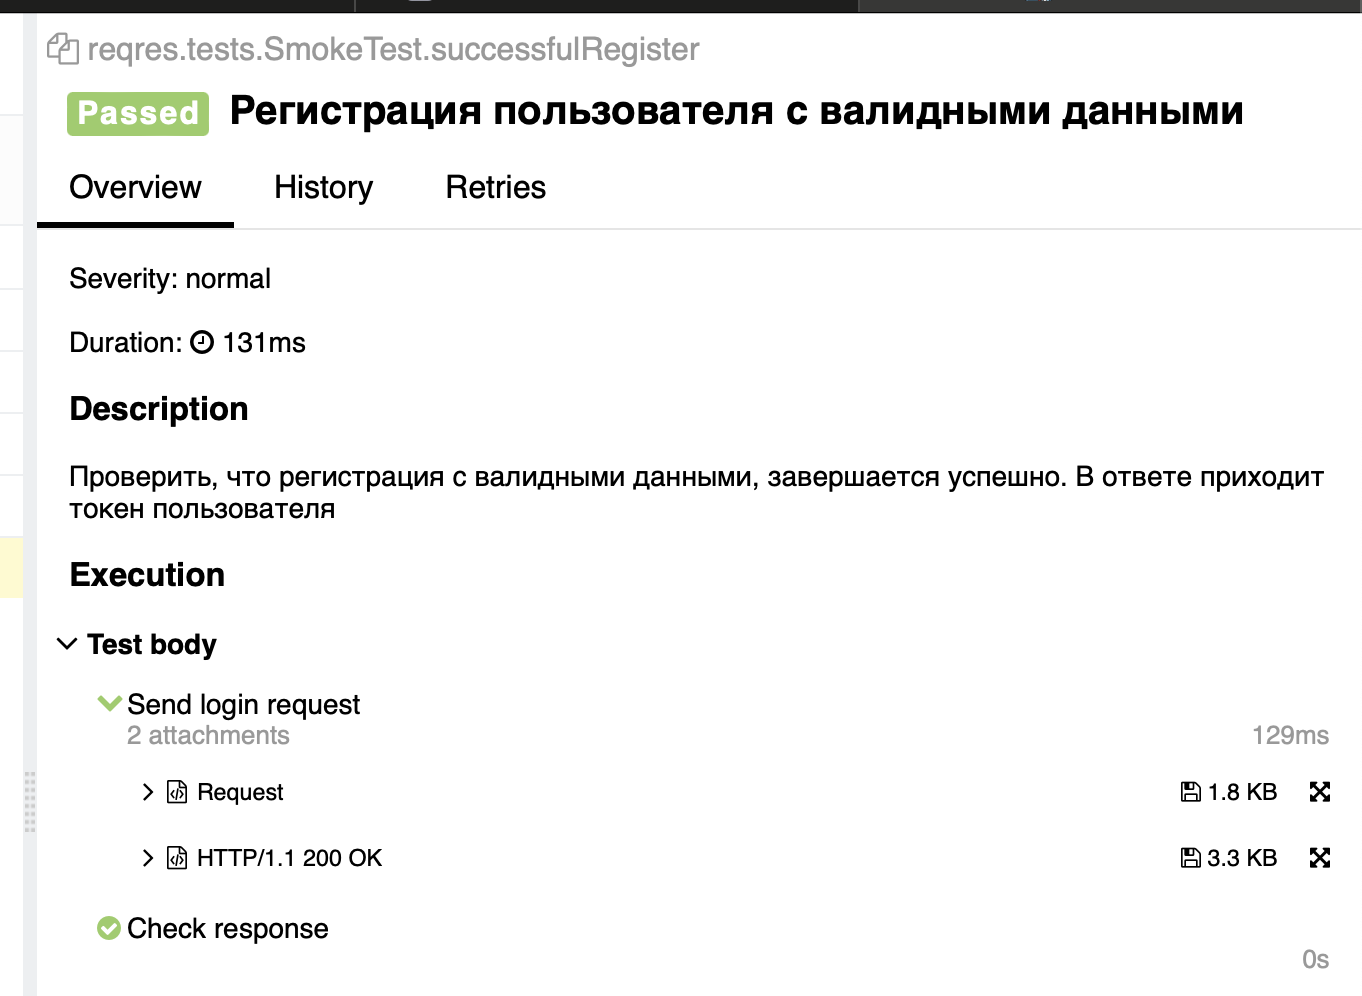 reqres.tests.SmokeTest.successfulRegister
Passed Регистрация пользователя с валидными данными
Overview History Retries
Severity: normal
Duration: 131ms
Description
Проверить, что регистрация с валидными данными, завершается успешно. В ответе приходит
токен пользователя
Execution
Test body
Send login request
2 attachments 129ms
Request 1.8 KB
HTTP/1.1 200 OK 3.3 KB
Check response
0s